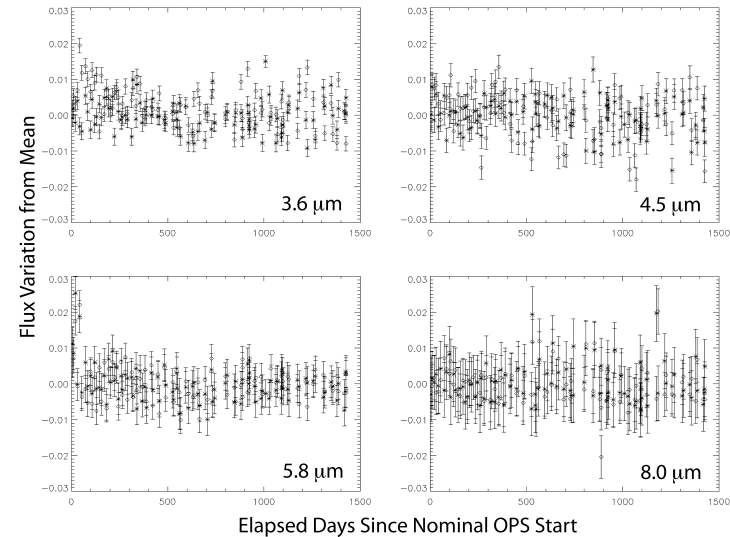 0.03 0.03
0.02 0.02
0.01 0.01
0.00 0.00
−0.01 −0.01
−0.02 −0.02
3.6 μm 4.5 μm
−0.03 −0.03
0 500 1000 1500 0 500 1000 1500
Flux Variation from Mean
0.03 0.03
0.02 0.02
0.01 0.01
0.00 0.00
−0.01 −0.01
−0.02 −0.02
5.8 μm 8.0 μm
−0.03 −0.03
0 500 1000 1500 0 500 1000 1500
Elapsed Days Since Nominal OPS Start